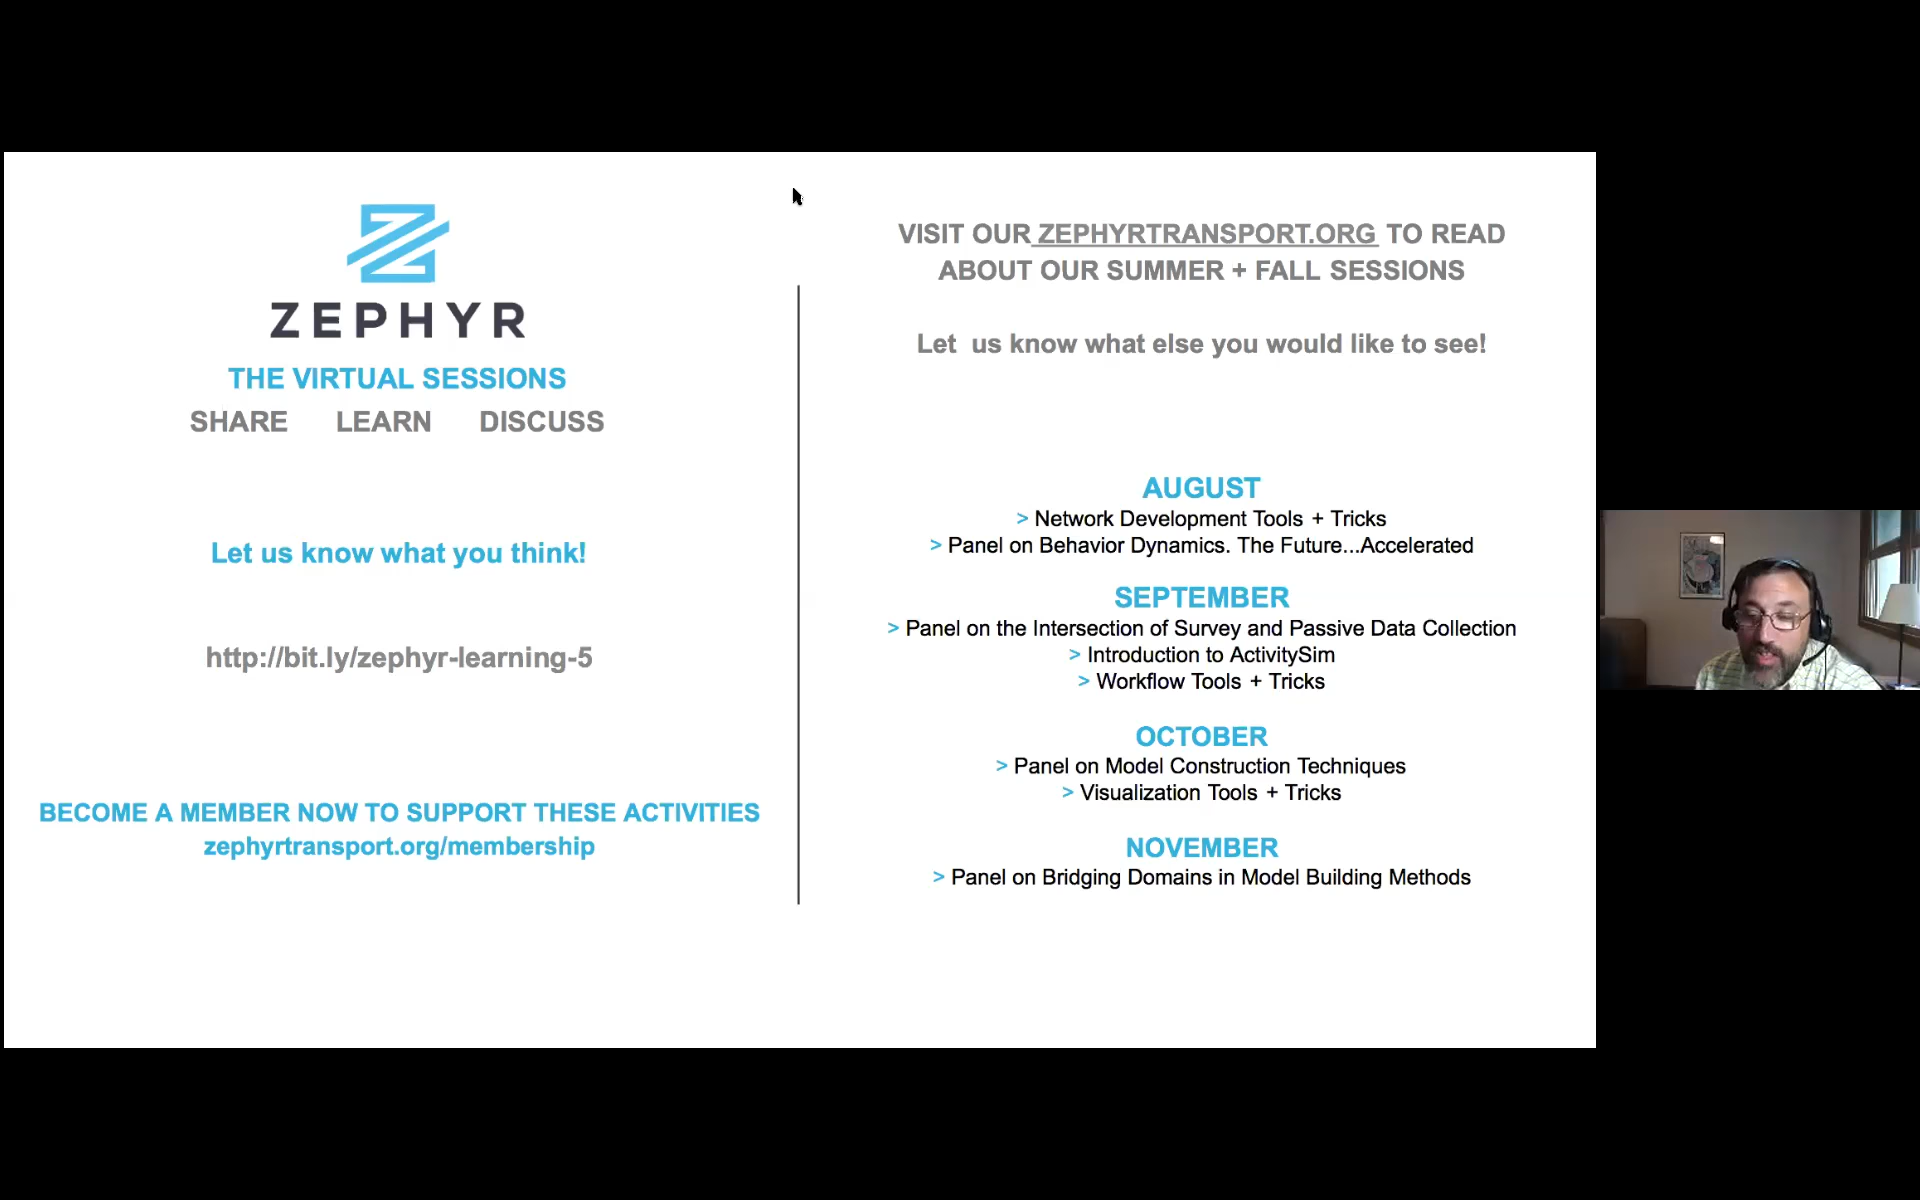 ZEPHYR
THE VIRTUAL SESSIONS
SHARE LEARN DISCUSS
Let us know what you think!
http://bit.ly/zephyr-learning-5
BECOME A MEMBER NOW TO SUPPORT THESE ACTIVITIES
zephyrtransport.org/membership
VISIT OUR ZEPHYRTRANSPORT.ORG TO READ
ABOUT OUR SUMMER + FALL SESSIONS
Let us know what else you would like to see!
AUGUST
> Network Development Tools + Tricks
> Panel on Behavior Dynamics. The Future...Accelerated
SEPTEMBER
> Panel on the Intersection of Survey and Passive Data Collection
> Introduction to ActivitySim
> Workflow Tools + Tricks
OCTOBER
> Panel on Model Construction Techniques
> Visualization Tools + Tricks
NOVEMBER
> Panel on Bridging Domains in Model Building Methods